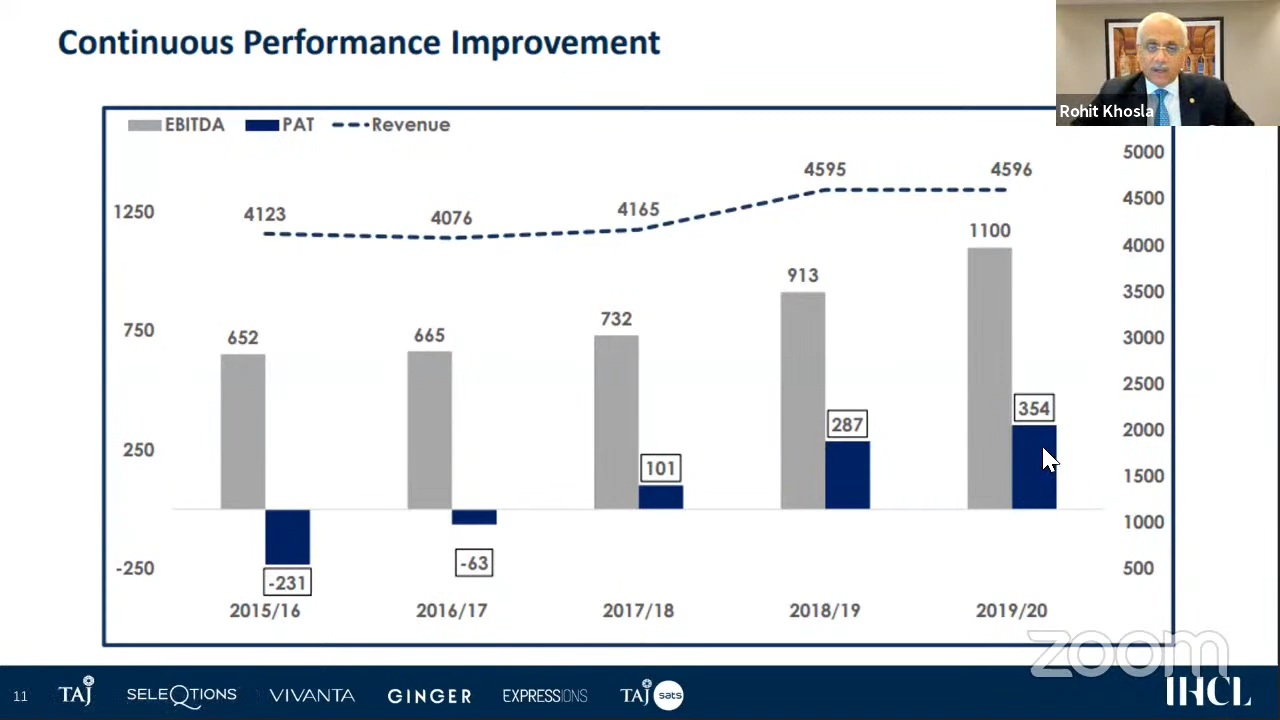 Continuous Performance Improvement
Rohit Khosla
EBITDA PAT Revenue
5000
4595 4596
4500
1250 4123 4076 4165
1100
4000
913
3500
750 652 665 732
3000
2500
354
287
2000
250
101
1500
1000
-63
-250
-231
500
2015/16 2016/17 2017/18 2018/19 2019/20
zoom
11 TAJ SELEQTIONS VIVANTA GINGER EXPRESSIONS TAJ sats IHCL